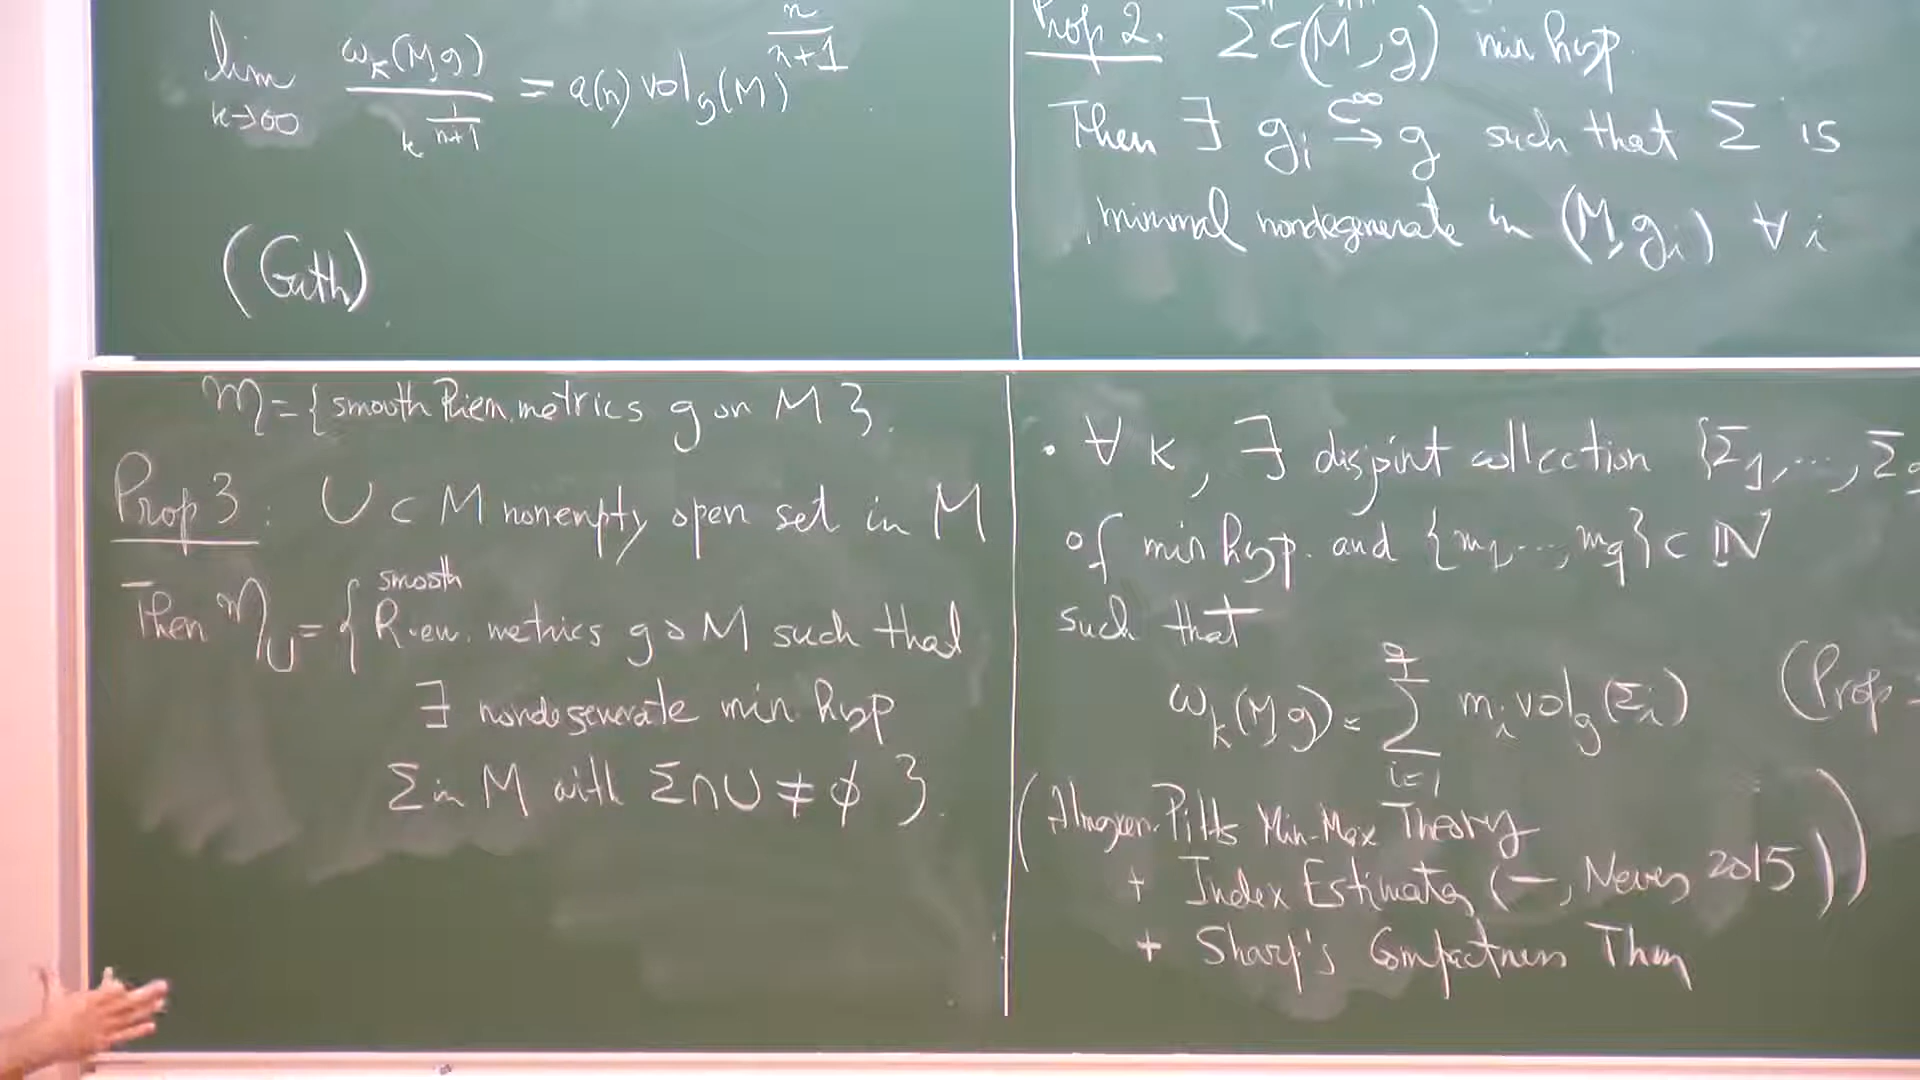 lim_{k→∞} ω_k(M,g) / k^{1/(n+1)} = a(n) vol_g(M)^{n/(n+1)}
(Guth)
Prop 2. Σ^n ⊂ (M, g) min hyp.
Then ∃ g_i →^{C^∞} g such that Σ is
minimal nondegenerate in (M, g_i) ∀ i
M = { smooth Riem. metrics g on M }.
Prop 3: U ⊂ M nonempty open set in M
Then M_U = { smooth Riem. metrics g on M such that
∃ nondegenerate min. hyp
Σ in M with Σ∩U ≠ ϕ }.
• ∀ k, ∃ disjoint collection {Σ_1, ..., Σ_q
of min hyp. and {m_1, ..., m_q} ⊂ ℕ
such that
ω_k(M,g) = Σ_{i=1}^{q} m_i vol_g(Σ_i) (Prop
(Almgren-Pitts Min-Max Theory
+ Index Estimates (—, Neves 2015))
+ Sharp's Compactness Thm